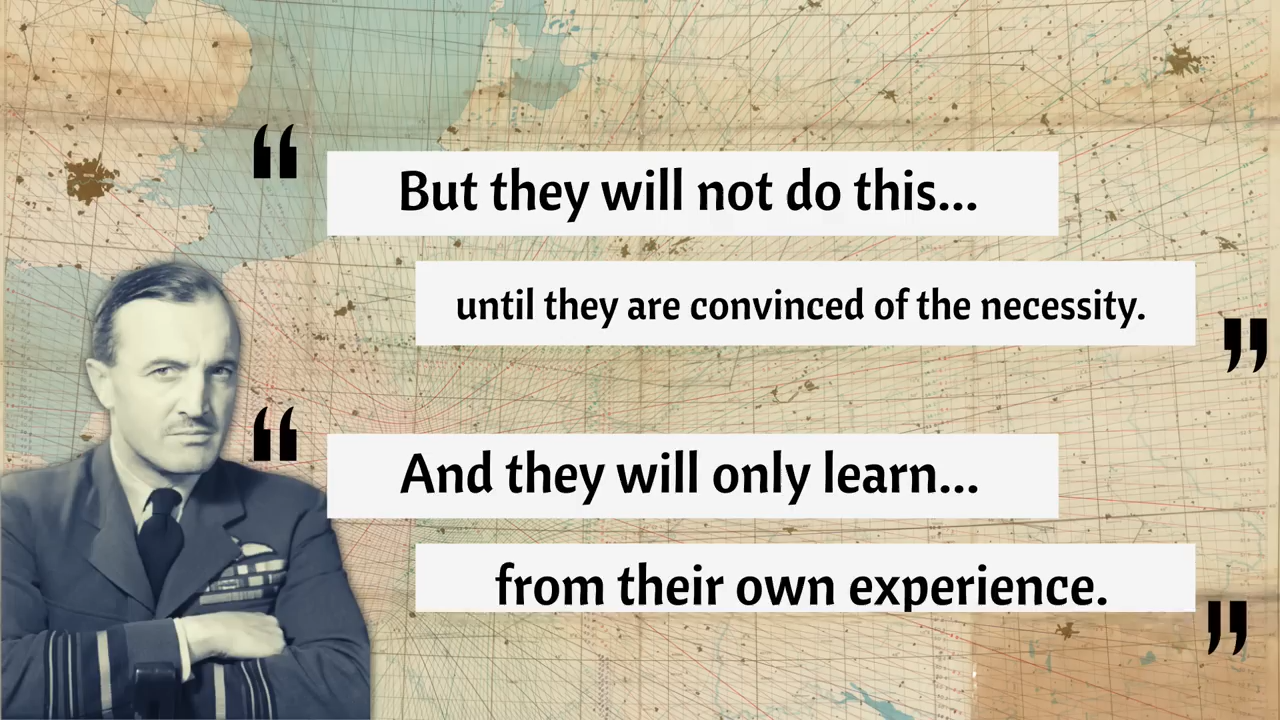 “ But they will not do this...
until they are convinced of the necessity. ”
“ And they will only learn...
from their own experience. ”